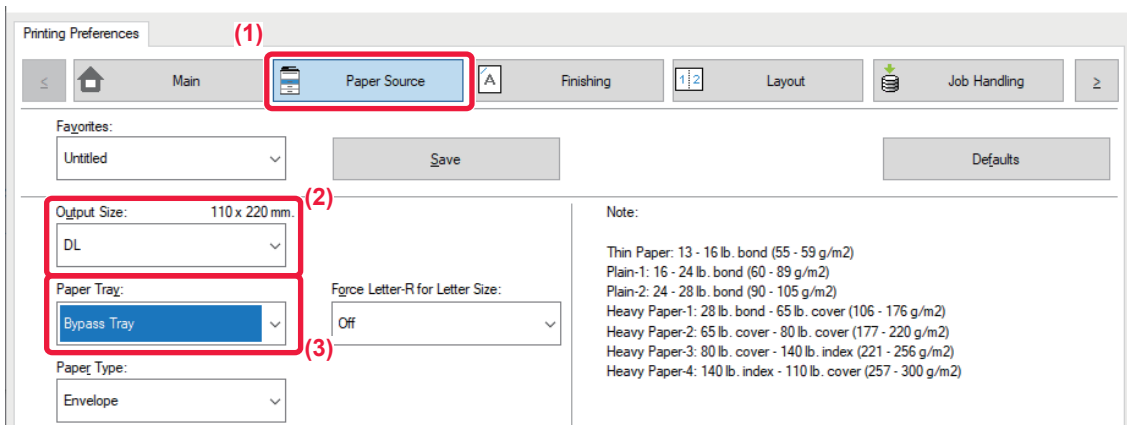 Printing Preferences
(1)
≤
Main
Paper Source
A
Finishing
1 2
Layout
Job Handling
≥
Favorites:
Untitled
Save
Defaults
(2)
Output Size: 110 x 220 mm.
DL
Paper Tray:
Bypass Tray
(3)
Force Letter-R for Letter Size:
Off
Paper Type:
Envelope
Note:
Thin Paper: 13 - 16 lb. bond (55 - 59 g/m2)
Plain-1: 16 - 24 lb. bond (60 - 89 g/m2)
Plain-2: 24 - 28 lb. bond (90 - 105 g/m2)
Heavy Paper-1: 28 lb. bond - 65 lb. cover (106 - 176 g/m2)
Heavy Paper-2: 65 lb. cover - 80 lb. cover (177 - 220 g/m2)
Heavy Paper-3: 80 lb. cover - 140 lb. index (221 - 256 g/m2)
Heavy Paper-4: 140 lb. index - 110 lb. cover (257 - 300 g/m2)